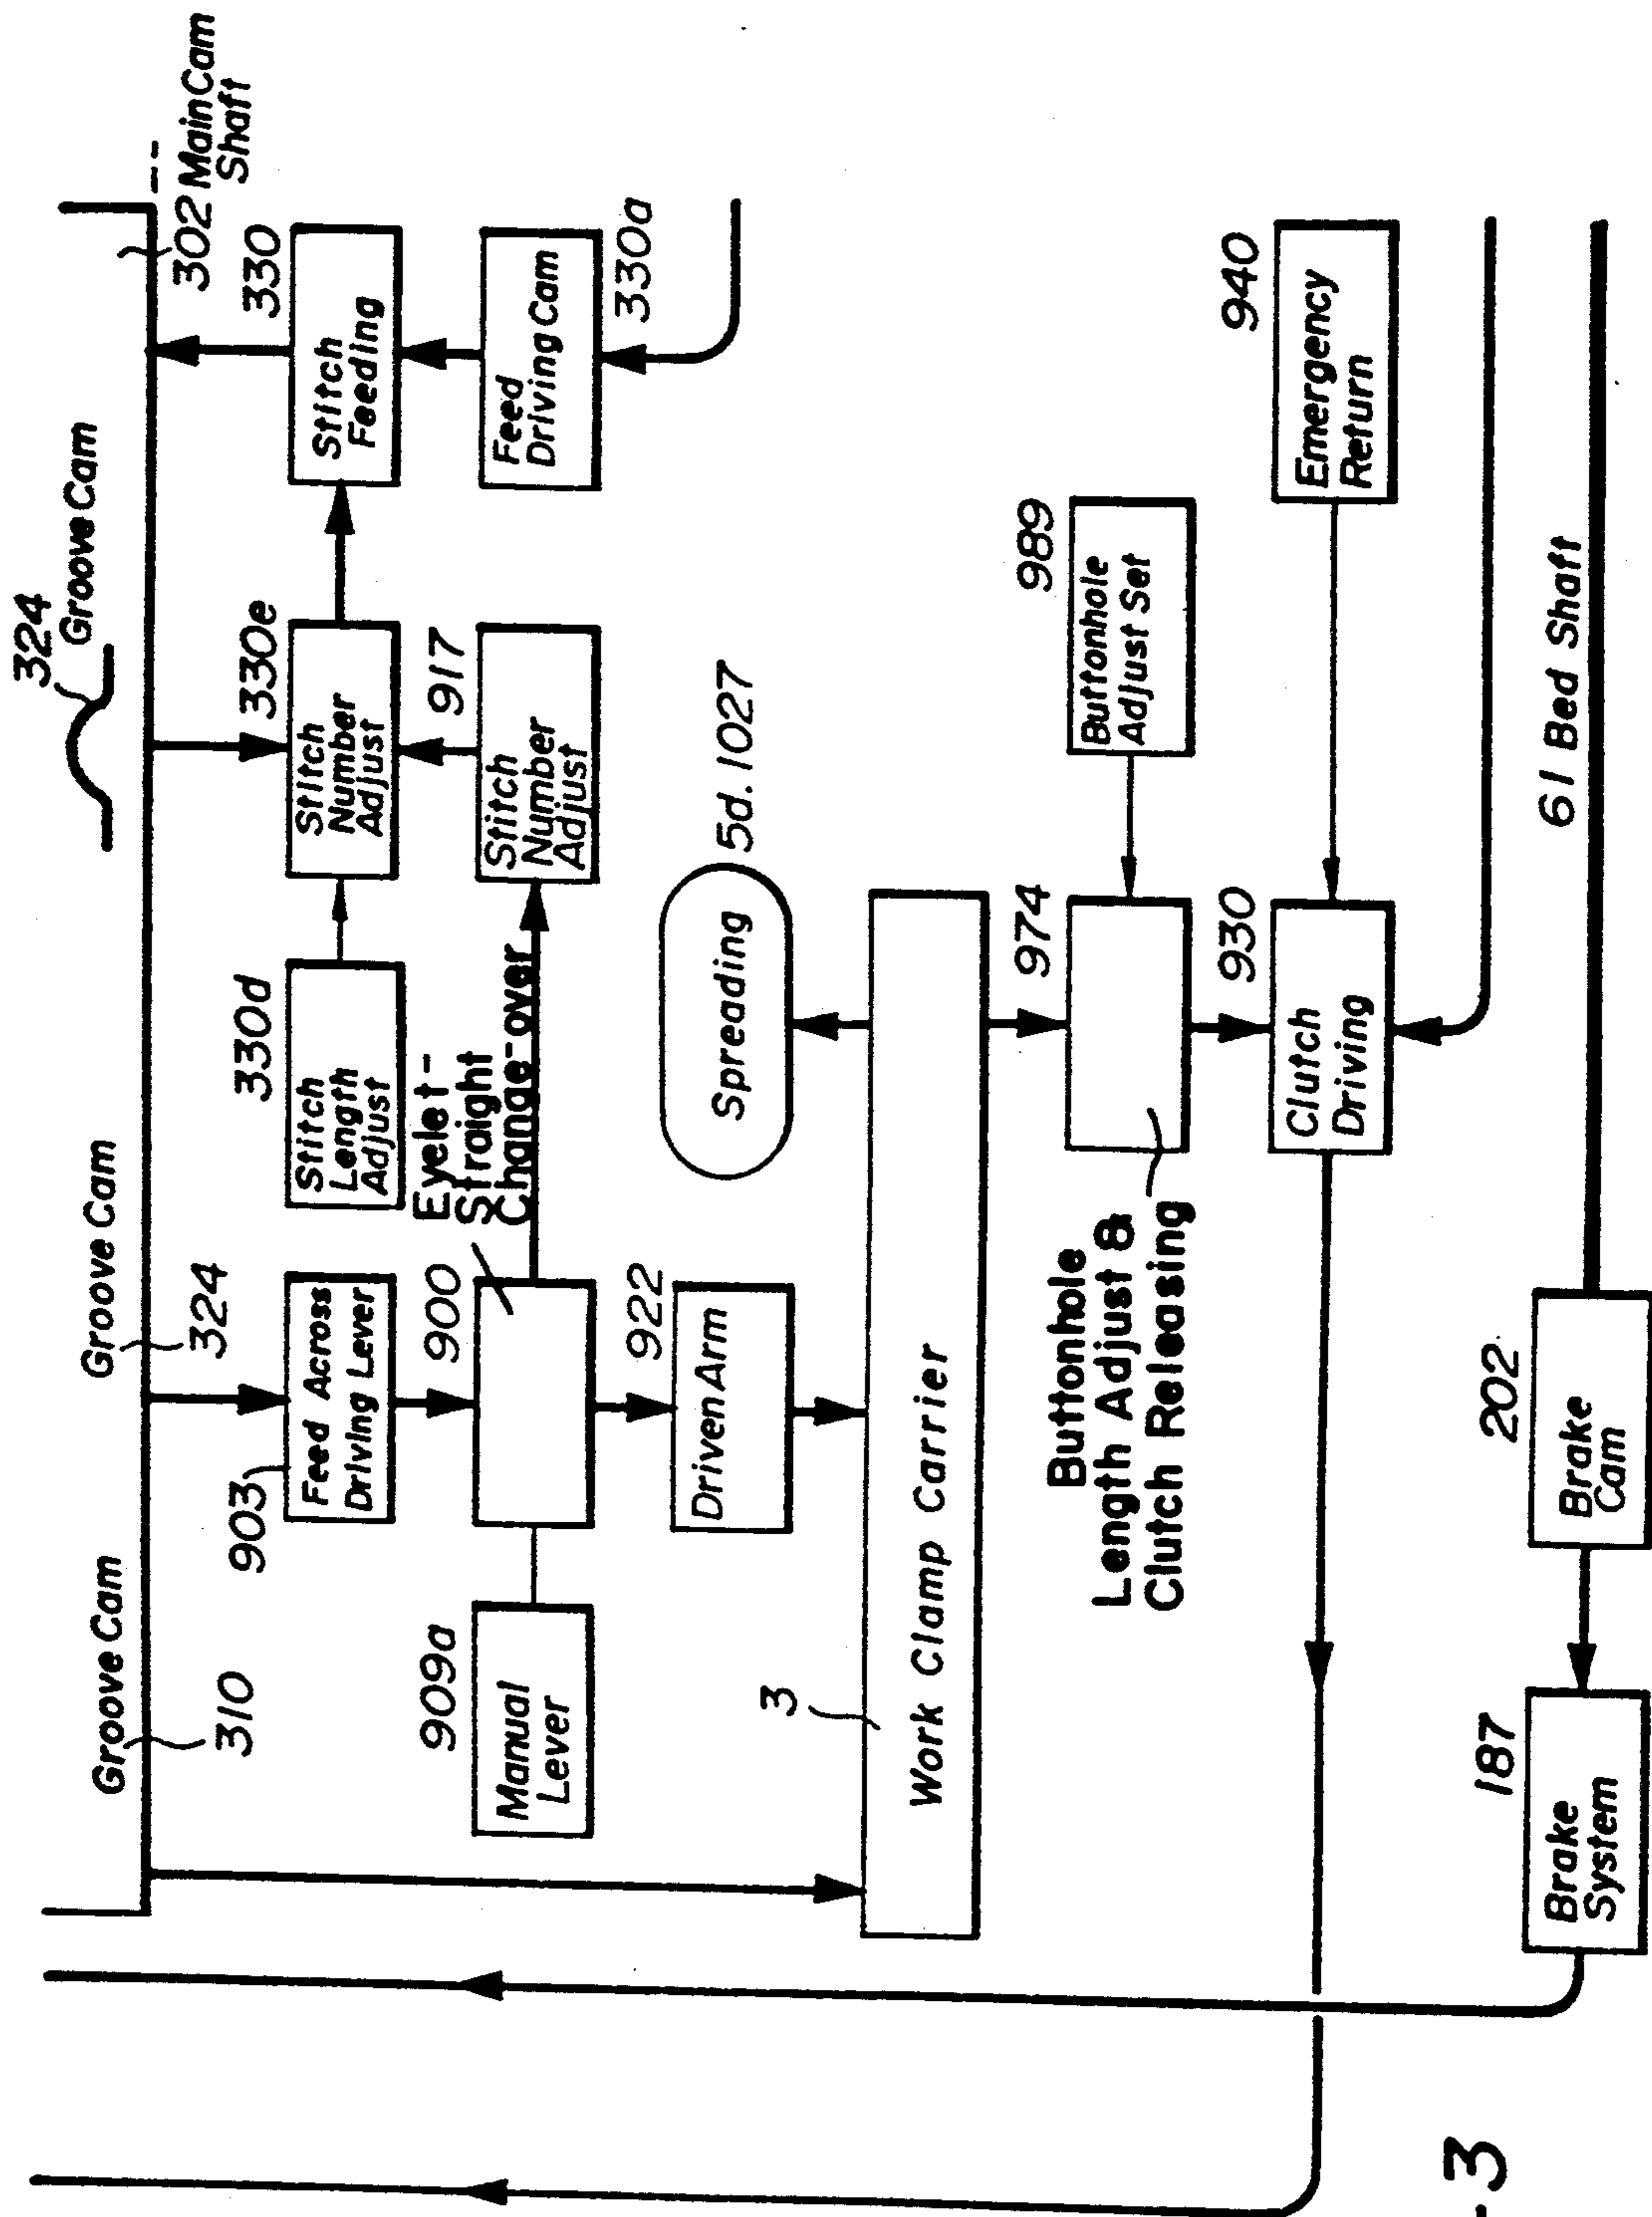 324
Groove Cam
Groove Cam
324
Groove Cam
310
302 Main Cam
Shaft
903
Feed Across
Driving Lever
330d
Stitch
Length
Adjust
330e
Stitch
Number
Adjust
330
Stitch
Feeding
909a
Manual
Lever
900
Eyelet-
Straight
Change-over
917
Stitch
Number
Adjust
Feed
Driving Cam
330a
922
Driven Arm
Spreading
5d.1027
3
Work Clamp Carrier
Buttonhole
Length Adjust &
Clutch Releasing
974
989
Buttonhole
Adjust Set
930
Clutch
Driving
940
Emergency
Return
61 Bed Shaft
187
Brake
System
202
Brake
Cam
-3